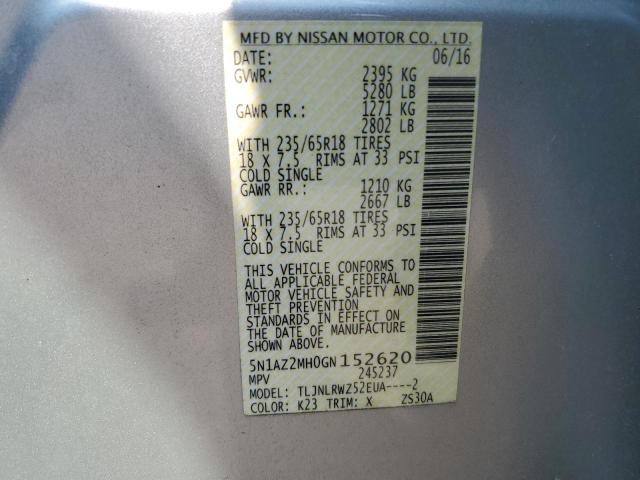 MFD BY NISSAN MOTOR CO., LTD.
DATE: 06/16
GVWR: 2395 KG
5280 LB
GAWR FR.: 1271 KG
2802 LB
WITH 235/65R18 TIRES
18 X 7.5 RIMS AT 33 PSI
COLD SINGLE
GAWR RR.: 1210 KG
2667 LB
WITH 235/65R18 TIRES
18 X 7.5 RIMS AT 33 PSI
COLD SINGLE
THIS VEHICLE CONFORMS TO
ALL APPLICABLE FEDERAL
MOTOR VEHICLE SAFETY AND
THEFT PREVENTION
STANDARDS IN EFFECT ON
THE DATE OF MANUFACTURE
SHOWN ABOVE.
5N1AZ2MH0GN152620
MPV 245237
MODEL: TLJNLRWZ52EUA----2
COLOR: K23 TRIM: X ZS30A